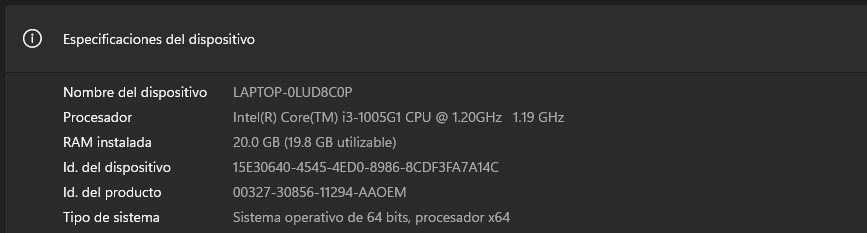 Especificaciones del dispositivo
Nombre del dispositivo LAPTOP-0LUD8C0P
Procesador Intel(R) Core(TM) i3-1005G1 CPU @ 1.20GHz 1.19 GHz
RAM instalada 20.0 GB (19.8 GB utilizable)
Id. del dispositivo 15E30640-4545-4ED0-8986-8CDF3FA7A14C
Id. del producto 00327-30856-11294-AAOEM
Tipo de sistema Sistema operativo de 64 bits, procesador x64